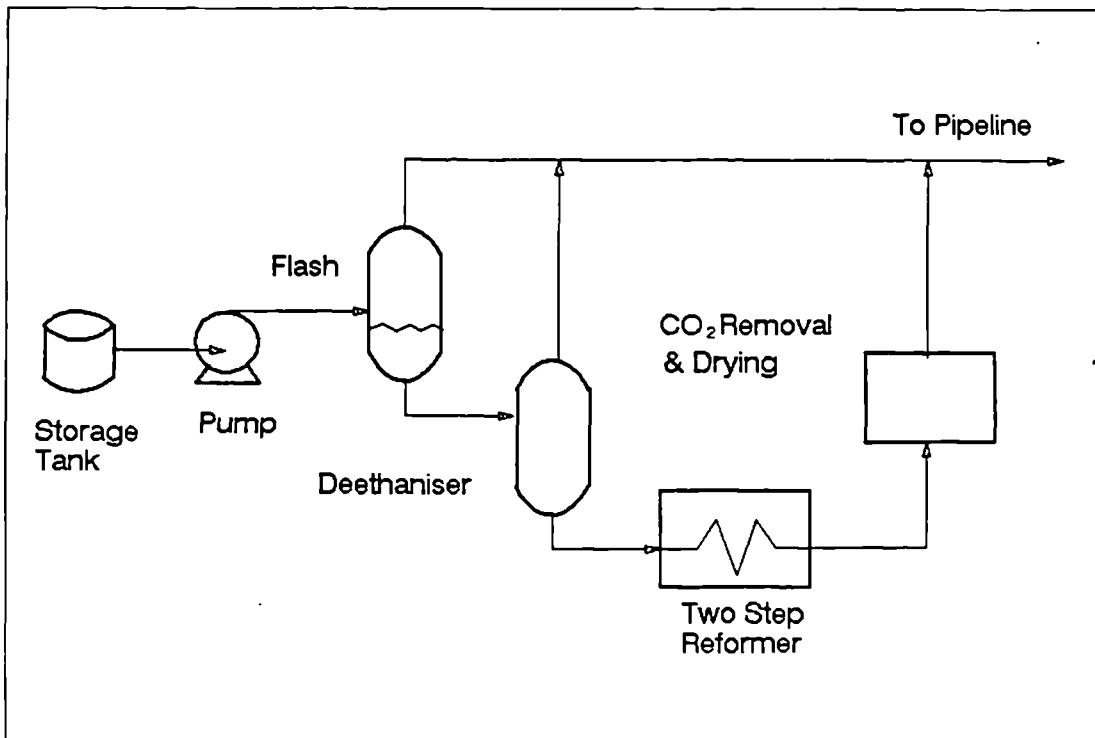 To Pipeline
Flash
CO₂ Removal
& Drying
Storage
Tank
Pump
Deethaniser
Two Step
Reformer